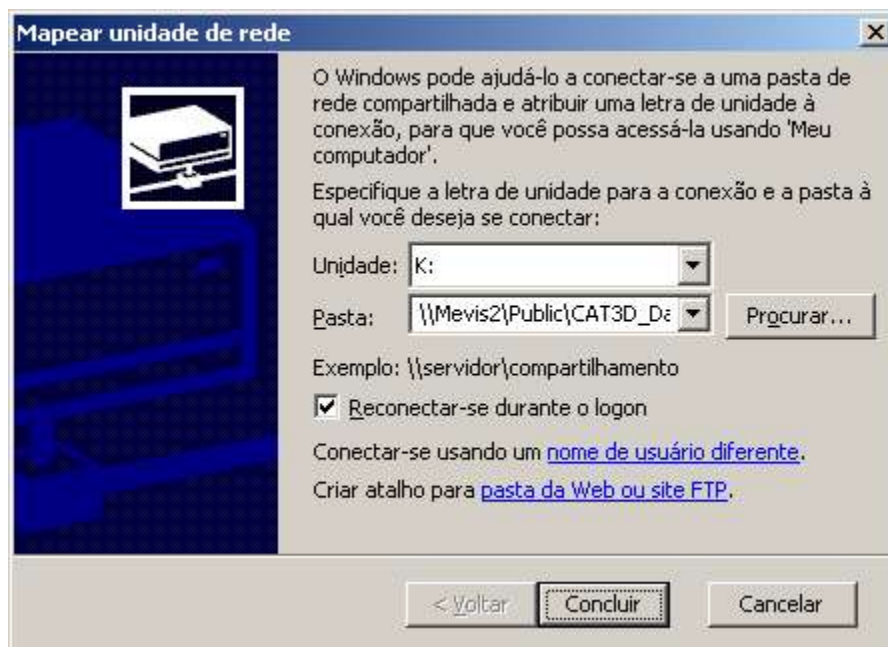 Mapear unidade de rede
O Windows pode ajudá-lo a conectar-se a uma pasta de
rede compartilhada e atribuir uma letra de unidade à
conexão, para que você possa acessá-la usando 'Meu
computador'.
Especifique a letra de unidade para a conexão e a pasta à
qual você deseja se conectar:
Unidade: K:
Pasta: \\Mevis2\Public\CAT3D_Da Procurar...
Exemplo: \\servidor\compartilhamento
Reconectar-se durante o logon
Conectar-se usando um nome de usuário diferente.
Criar atalho para pasta da Web ou site FTP.
< Voltar Concluir Cancelar